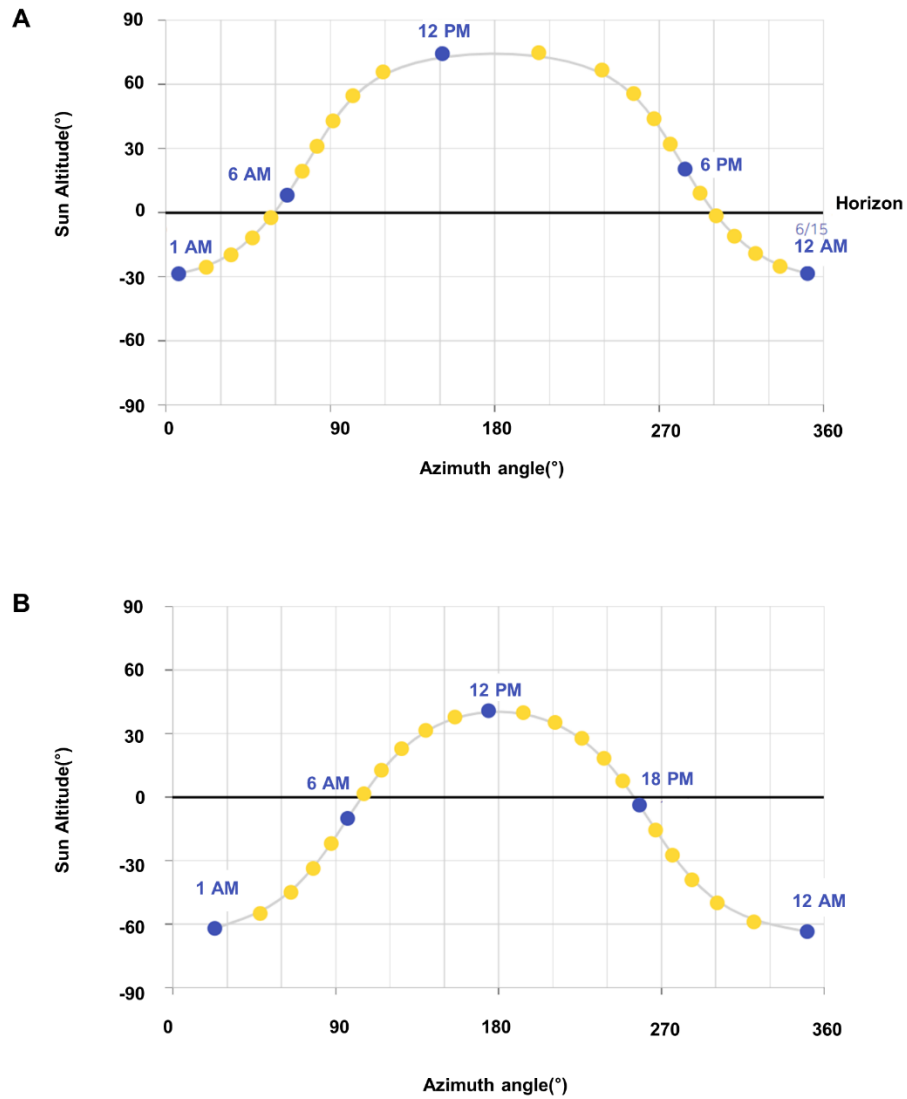 A
90
12 PM
60
Sun Altitude(°)
30
6 AM
6 PM
0
Horizon
6/15
1 AM
12 AM
-30
-60
-90
0
90
180
270
360
Azimuth angle(°)
B
90
60
12 PM
Sun Altitude(°)
30
6 AM
18 PM
0
-30
1 AM
12 AM
-60
-90
0
90
180
270
360
Azimuth angle(°)